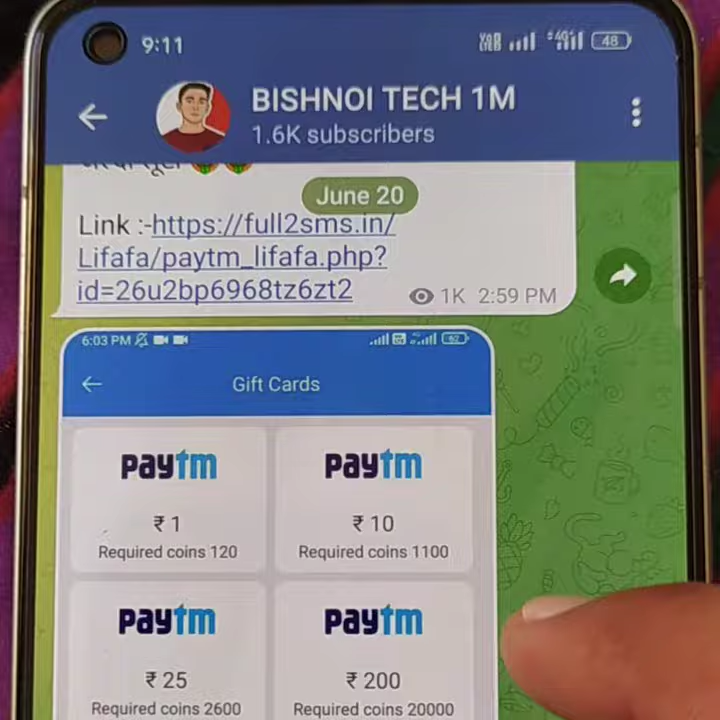 9:11
48
BISHNOI TECH 1M
1.6K subscribers
June 20
Link :-https://full2sms.in/
Lifafa/paytm_lifafa.php?
id=26u2bp6968tz6zt2
1K 2:59 PM
6:03 PM
52
Gift Cards
paytm paytm
₹ 1 ₹ 10
Required coins 120 Required coins 1100
paytm paytm
₹ 25 ₹ 200
Required coins 2600 Required coins 20000